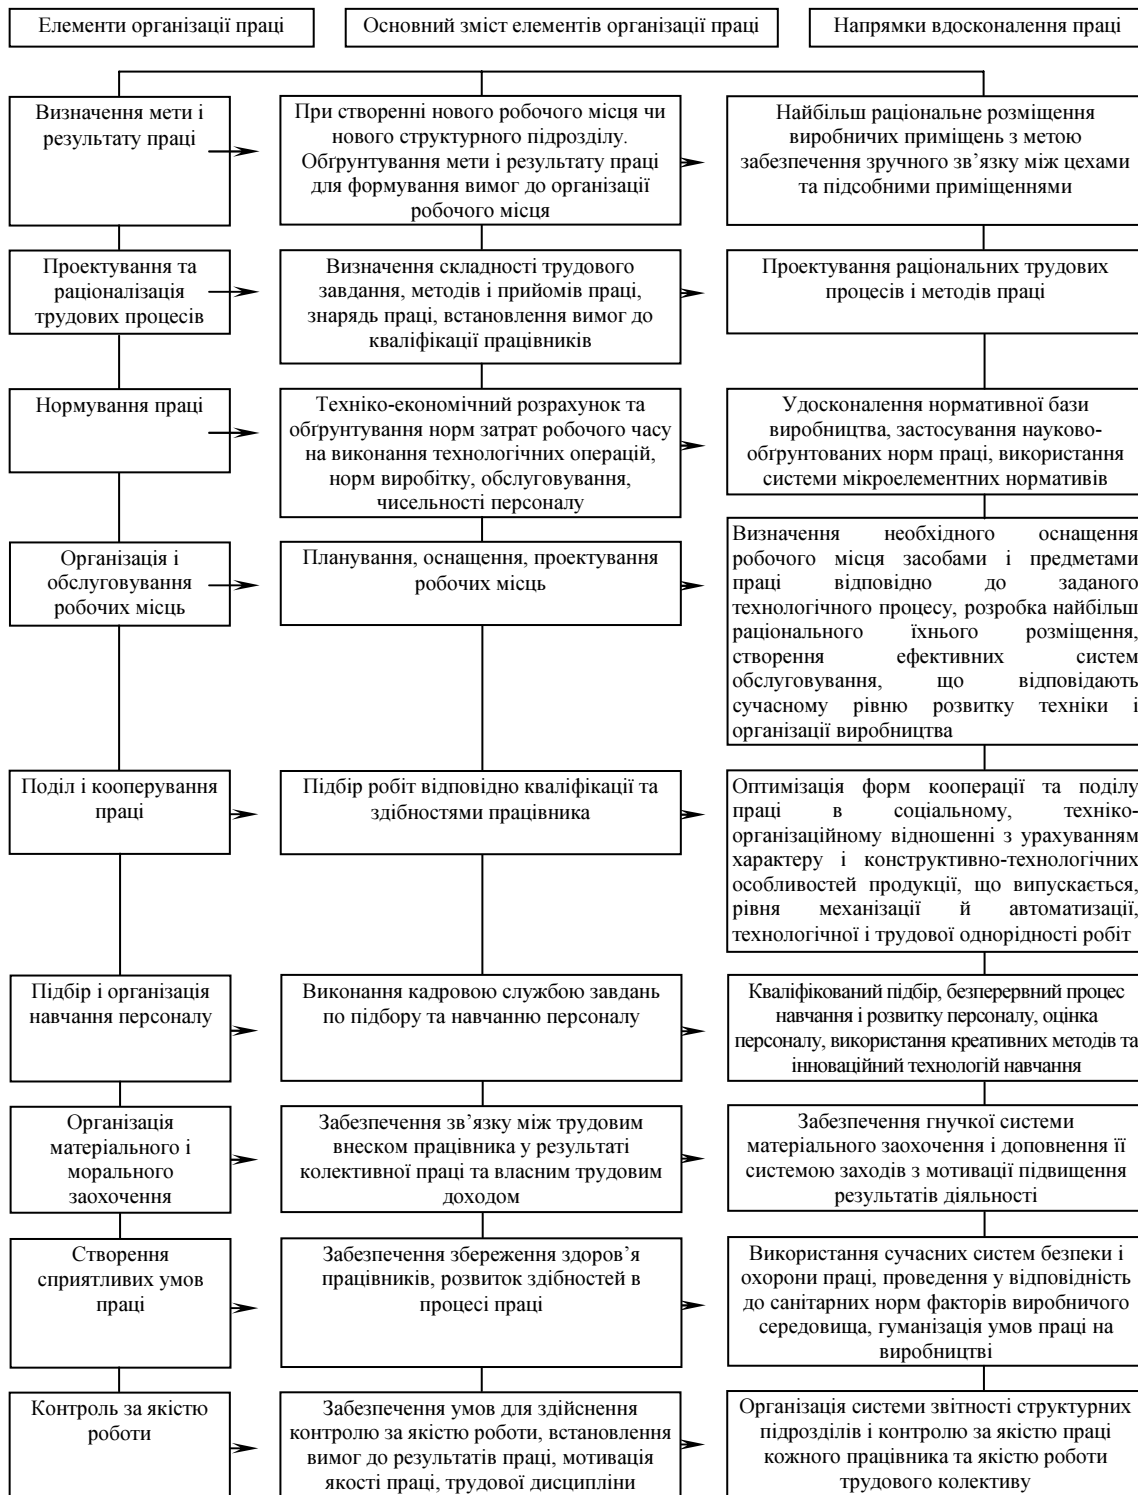 Елементи організації праці
Основний зміст елементів організації праці
Напрямки вдосконалення праці
Визначення мети і
результату праці
При створенні нового робочого місця чи
нового структурного підрозділу.
Обґрунтування мети і результату праці
для формування вимог до організації
робочого місця
Найбільш раціональне розміщення
виробничих приміщень з метою
забезпечення зручного зв’язку між цехами
та підсобними приміщеннями
Проектування та
раціоналізація
трудових процесів
Визначення складності трудового
завдання, методів і прийомів праці,
знарядь праці, встановлення вимог до
кваліфікації працівників
Проектування раціональних трудових
процесів і методів праці
Нормування праці
Техніко-економічний розрахунок та
обґрунтування норм затрат робочого часу
на виконання технологічних операцій,
норм виробітку, обслуговування,
чисельності персоналу
Удосконалення нормативної бази
виробництва, застосування науково-
обґрунтованих норм праці, використання
системи мікроелементних нормативів
Організація і
обслуговування
робочих місць
Планування, оснащення, проектування
робочих місць
Визначення необхідного оснащення
робочого місця засобами і предметами
праці відповідно до заданого
технологічного процесу, розробка найбільш
раціонального їхнього розміщення,
створення ефективних систем
обслуговування, що відповідають
сучасному рівню розвитку техніки і
організації виробництва
Поділ і кооперування
праці
Підбір робіт відповідно кваліфікації та
здібностями працівника
Оптимізація форм кооперації та поділу
праці в соціальному, техніко-
організаційному відношенні з урахуванням
характеру і конструктивно-технологічних
особливостей продукції, що випускається,
рівня механізації й автоматизації,
технологічної і трудової однорідності робіт
Підбір і організація
навчання персоналу
Виконання кадровою службою завдань
по підбору та навчанню персоналу
Кваліфікований підбір, безперервний процес
навчання і розвитку персоналу, оцінка
персоналу, використання креативних методів та
інноваційний технологій навчання
Організація
матеріального і
морального
заохочення
Забезпечення зв’язку між трудовим
внеском працівника у результаті
колективної праці та власним трудовим
доходом
Забезпечення гнучкої системи
матеріального заохочення і доповнення її
системою заходів з мотивації підвищення
результатів діяльності
Створення
сприятливих умов
праці
Забезпечення збереження здоров’я
працівників, розвиток здібностей в
процесі праці
Використання сучасних систем безпеки і
охорони праці, проведення у відповідність
до санітарних норм факторів виробничого
середовища, гуманізація умов праці на
виробництві
Контроль за якістю
роботи
Забезпечення умов для здійснення
контролю за якістю роботи, встановлення
вимог до результатів праці, мотивація
якості праці, трудової дисципліни
Організація системи звітності структурних
підрозділів і контролю за якістю праці
кожного працівника та якістю роботи
трудового колективу